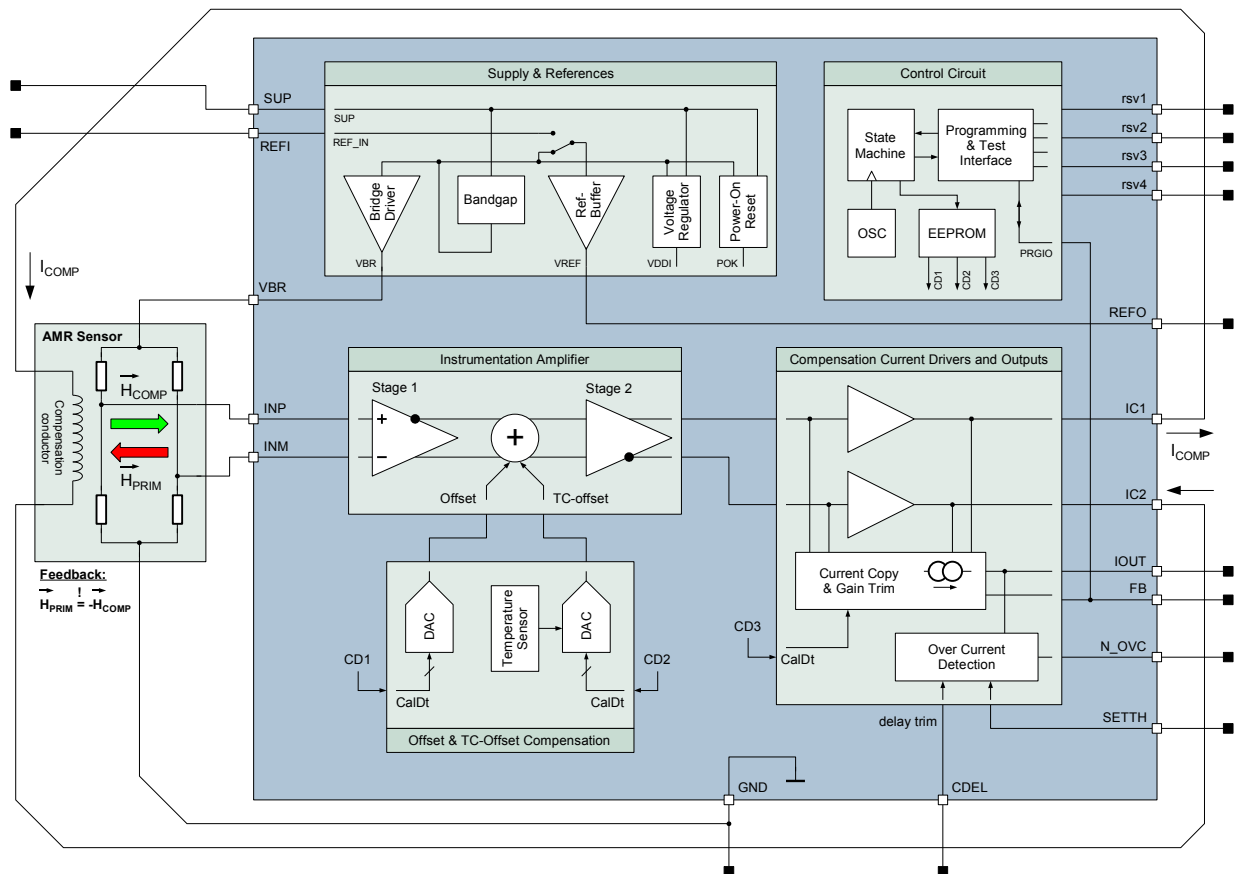 Supply & References
Control Circuit
SUP
SUP
REFI
REF_IN
Bridge
Driver
Bandgap
Ref-
Buffer
Voltage
Regulator
Power-On
Reset
VBR
VREF
VDDI
POK
State
Machine
Programming
& Test
Interface
OSC
EEPROM
CD1
CD2
CD3
PRGIO
rsv1
rsv2
rsv3
rsv4
ICOMP
VBR
REFO
AMR Sensor
HCOMP
Compensation
conductor
HPRIM
Feedback:
!
HPRIM = -HCOMP
INP
INM
Instrumentation Amplifier
Stage 1
Stage 2
+
−
+
Offset
TC-offset
DAC
Temperature
Sensor
DAC
CD1
CalDt
CD2
CalDt
Offset & TC-Offset Compensation
Compensation Current Drivers and Outputs
Current Copy
& Gain Trim
CD3
CalDt
Over Current
Detection
delay trim
IC1
ICOMP
IC2
IOUT
FB
N_OVC
SETTH
GND
CDEL